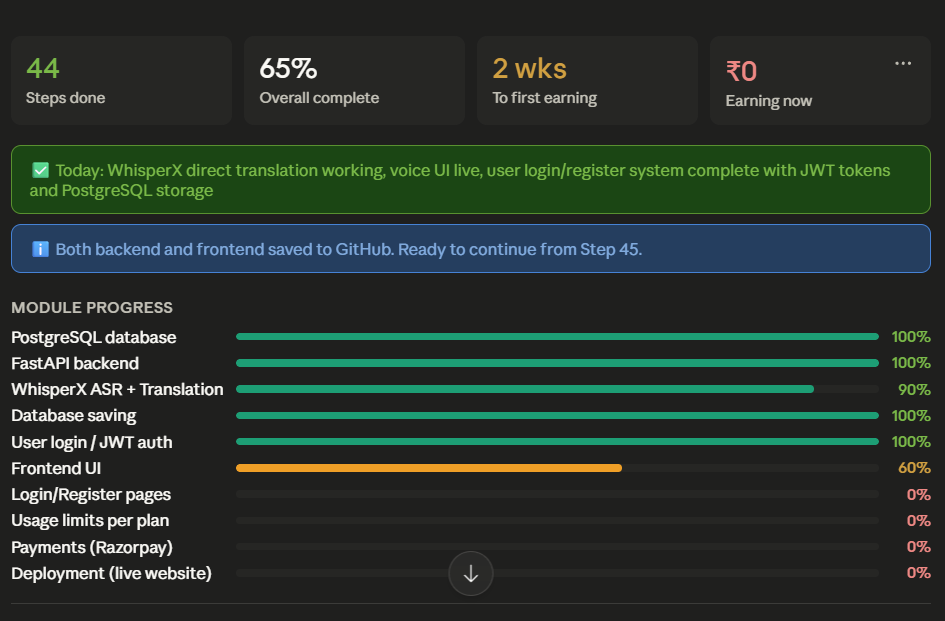 44
Steps done
65%
Overall complete
2 wks
To first earning
₹0
Earning now
✅ Today: WhisperX direct translation working, voice UI live, user login/register system complete with JWT tokens
and PostgreSQL storage
ℹ️ Both backend and frontend saved to GitHub. Ready to continue from Step 45.
MODULE PROGRESS
PostgreSQL database 100%
FastAPI backend 100%
WhisperX ASR + Translation 90%
Database saving 100%
User login / JWT auth 100%
Frontend UI 60%
Login/Register pages 0%
Usage limits per plan 0%
Payments (Razorpay) 0%
Deployment (live website) 0%